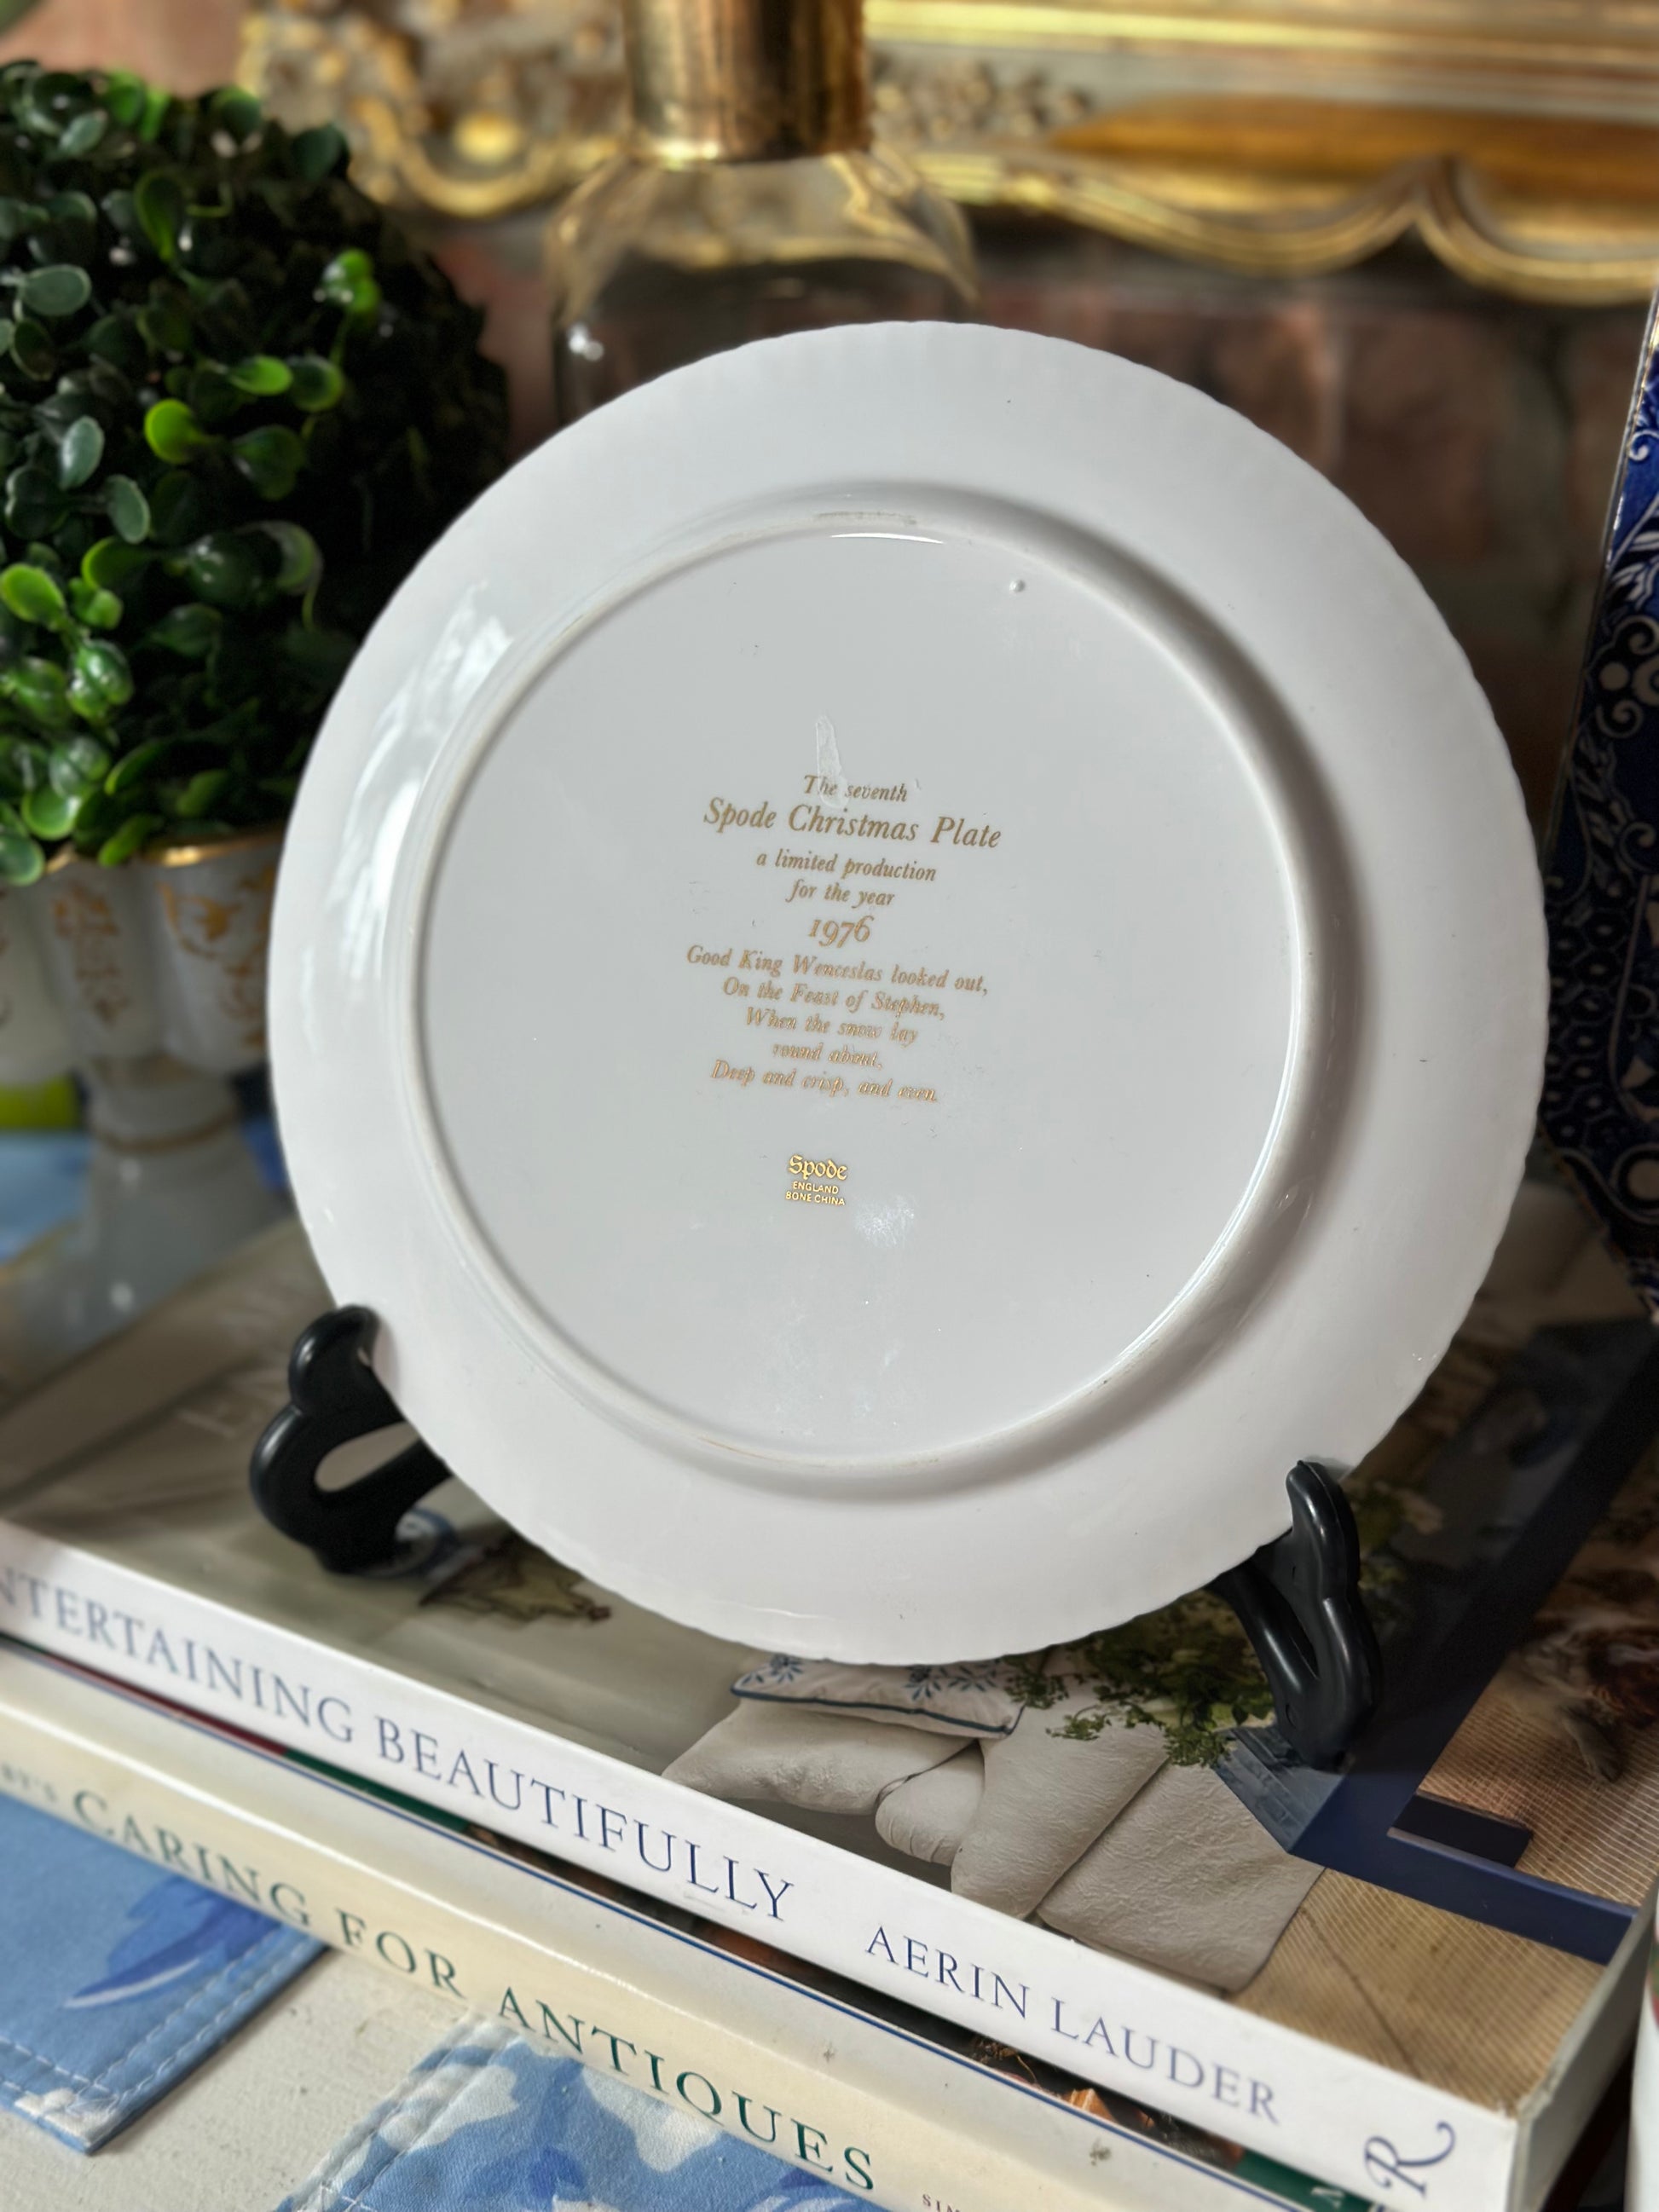 The seventh
Spode Christmas Plate
a limited production
for the year
1976
Good King Wenceslas looked out,
On the Feast of Stephen,
When the snow lay
round about,
Deep and crisp, and even.
Spode
ENGLAND
BONE CHINA
NTERTAINING BEAUTIFULLY AERIN LAUDER R
CARING FOR ANTIQUES